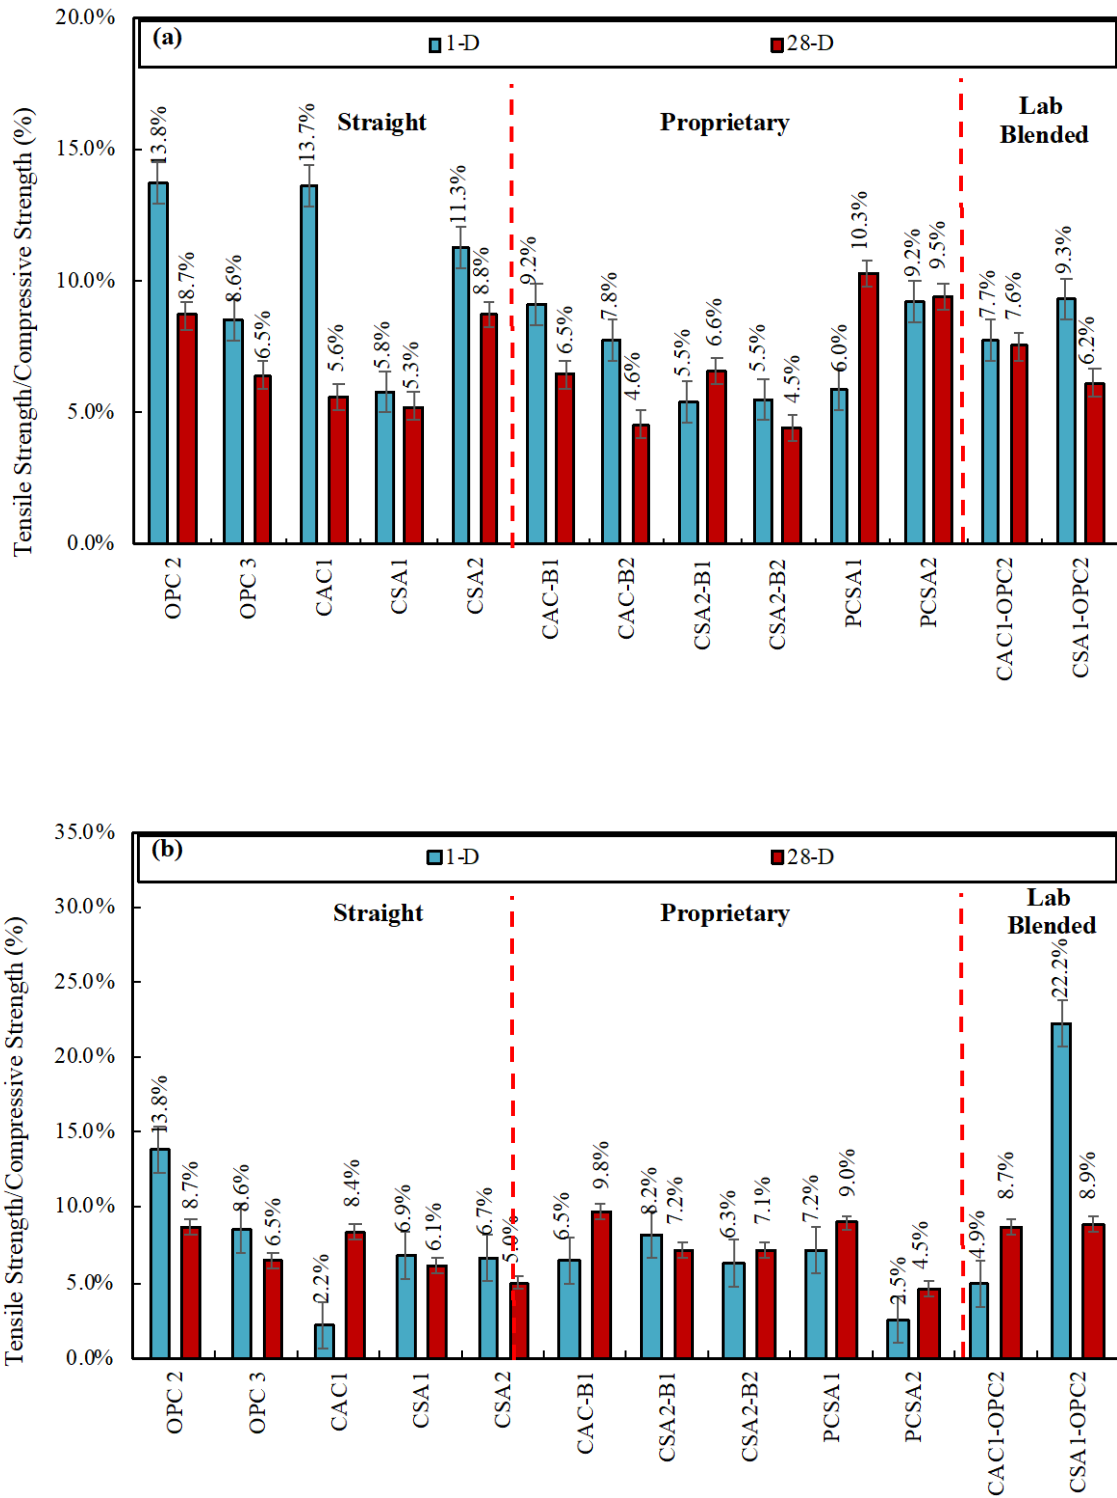 20.0%
(a)
1-D
28-D
Straight
Proprietary
Lab
Blended
15.0%
10.0%
5.0%
0.0%
Tensile Strength/Compressive Strength (%)
13.8%
8.7%
8.6%
6.5%
13.7%
5.6%
5.8%
5.3%
11.3%
8.8%
9.2%
6.5%
7.8%
4.6%
5.5%
6.6%
5.5%
4.5%
6.0%
10.3%
9.2%
9.5%
7.7%
7.6%
9.3%
6.2%
OPC 2
OPC 3
CAC1
CSA1
CSA2
CAC-B1
CAC-B2
CSA2-B1
CSA2-B2
PCSA1
PCSA2
CAC1-OPC2
CSA1-OPC2
35.0%
(b)
1-D
28-D
Straight
Proprietary
Lab
Blended
30.0%
25.0%
20.0%
15.0%
10.0%
5.0%
0.0%
Tensile Strength/Compressive Strength (%)
13.8%
8.7%
8.6%
6.5%
2.2%
8.4%
6.9%
6.1%
6.7%
5.0%
6.5%
9.8%
8.2%
7.2%
6.3%
7.1%
7.2%
9.0%
2.5%
4.5%
4.9%
8.7%
22.2%
8.9%
OPC 2
OPC 3
CAC1
CSA1
CSA2
CAC-B1
CSA2-B1
CSA2-B2
PCSA1
PCSA2
CAC1-OPC2
CSA1-OPC2